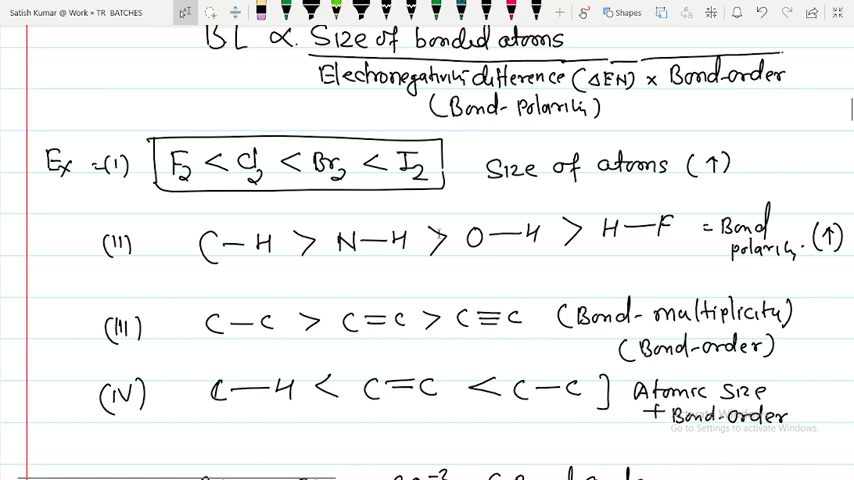 Satish Kumar @ Work » TR BATCHES
Shapes
BL ∝. Size of bonded atoms
Electronegativity difference (ΔEN) × Bond-order
(Bond-Polarity)
Ex =(I) F₂ < Cl₂ < Br₂ < I₂ Size of atoms (↑)
(II) C-H > N-H > O-H > H-F = Bond polarity. (↑)
(III) C-C > C=C > C≡C (Bond-multiplicity)
(Bond-order)
(IV) C-H < C=C < C-C ] Atomic Size
+ Bond-order
Activate Windows
Go to Settings to activate Windows.